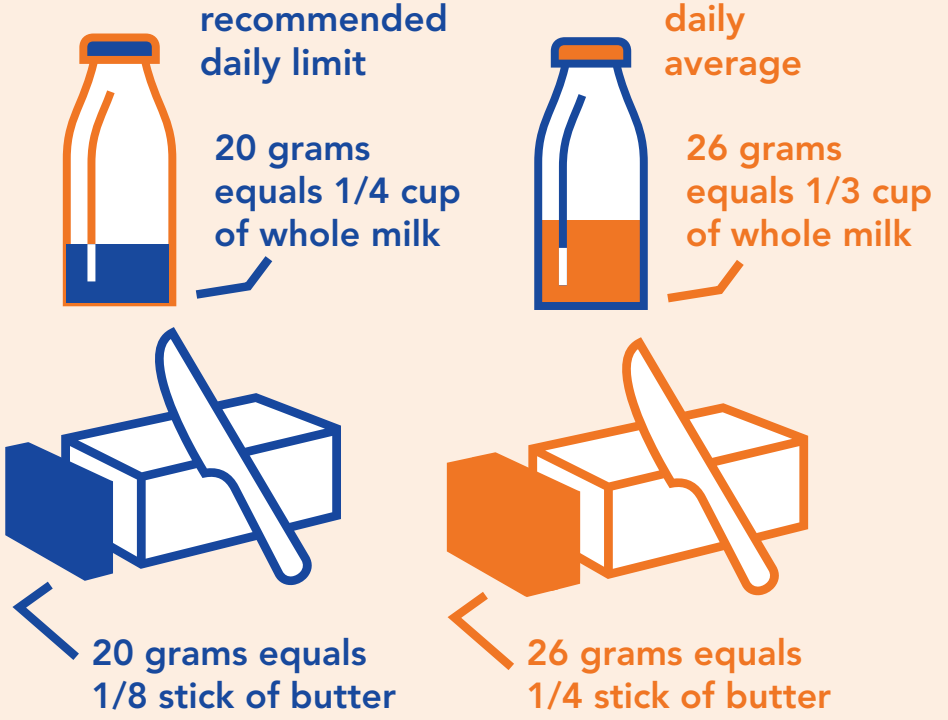 recommended
daily limit
daily
average
20 grams
equals 1/4 cup
of whole milk
26 grams
equals 1/3 cup
of whole milk
20 grams equals
1/8 stick of butter
26 grams equals
1/4 stick of butter